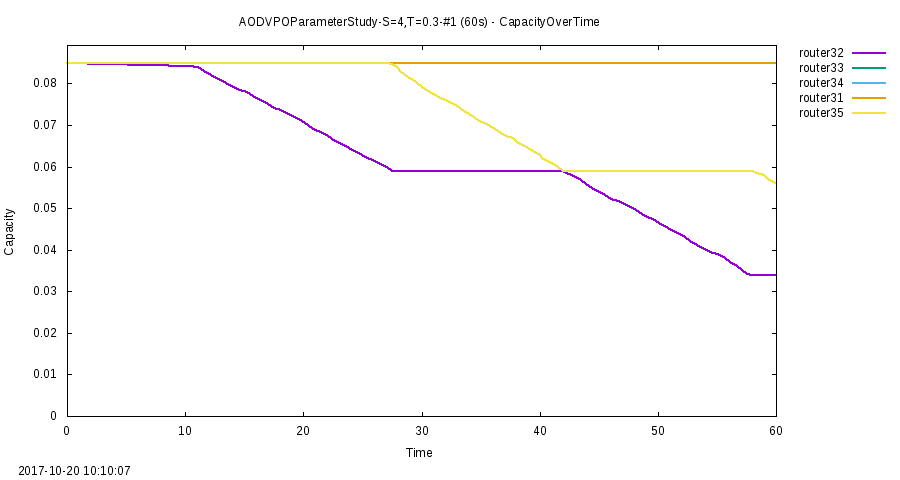 AODVPOParameterStudy-S=4,T=0.3-#1 (60s) - CapacityOverTime
router32
router33
router34
router31
router35
0.08
0.07
0.06
0.05
0.04
0.03
0.02
0.01
0
Capacity
0 10 20 30 40 50 60
Time
2017-10-20 10:10:07